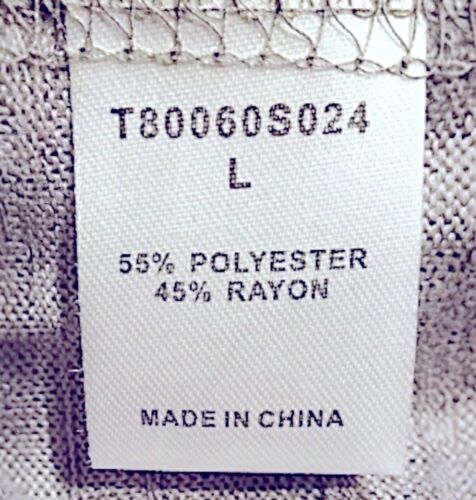 T80060S024
L
55% POLYESTER
45% RAYON
MADE IN CHINA